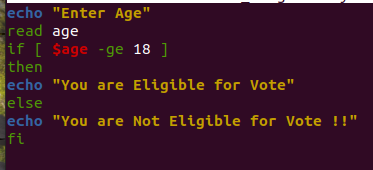 echo "Enter Age"
read age
if [ $age -ge 18 ]
then
echo "You are Eligible for Vote"
else
echo "You are Not Eligible for Vote !!"
fi